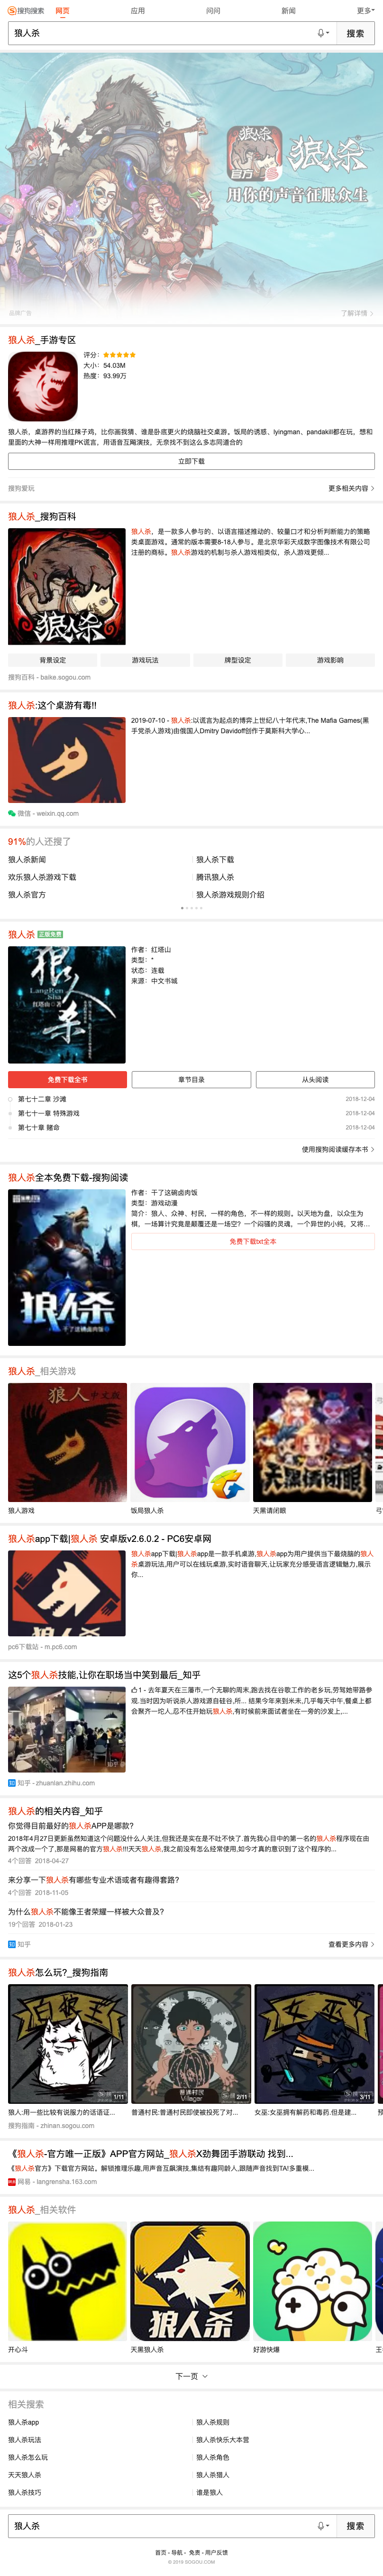 搜狗搜索 网页 应用 问问 新闻 更多
狼人杀 搜索
狼人杀
官方
用你的声音征服众生
品牌广告 了解详情
狼人杀_手游专区
评分：
大小：54.03M
热度：93.99万
狼人杀，桌游界的当红辣子鸡，比你画我猜、谁是卧底更火的烧脑社交桌游。饭局的诱惑、lyingman、pandakill都在玩，想和
里面的大神一样用推理PK谎言，用语音互飚演技，无奈找不到这么多志同道合的
立即下载
搜狗爱玩 更多相关内容
狼人杀_搜狗百科
狼人杀，是一款多人参与的、以语言描述推动的、较量口才和分析判断能力的策略
类桌面游戏。通常的版本需要8-18人参与。是北京华彩天成数字图像技术有限公司
注册的商标。狼人杀游戏的机制与杀人游戏相类似，杀人游戏更倾...
狼人杀
背景设定 游戏玩法 牌型设定 游戏影响
搜狗百科 - baike.sogou.com
狼人杀:这个桌游有毒!!
2019-07-10 - 狼人杀:以谎言为起点的博弈上世纪八十年代末,The Mafia Games(黑
手党杀人游戏)由俄国人Dmitry Davidoff创作于莫斯科大学心...
微信 - weixin.qq.com
91%的人还搜了
狼人杀新闻 狼人杀下载
欢乐狼人杀游戏下载 腾讯狼人杀
狼人杀官方 狼人杀游戏规则介绍
狼人杀 正版免费
作者：红塔山
类型：*
状态：连载
来源：中文书城
狼人杀
LangRen
Sha
红塔山 著
免费下载全书 章节目录 从头阅读
第七十二章 沙滩 2018-12-04
第七十一章 特殊游戏 2018-12-04
第七十章 赌命 2018-12-04
使用搜狗阅读缓存本书
狼人杀全本免费下载-搜狗阅读
作者：干了这碗卤肉饭
类型：游戏动漫
简介：狼人、众神、村民，一样的角色，不一样的规则。以天地为盘，以众生为
棋，一场算计究竟是颠覆还是一场空？一个闷骚的灵魂，一个异世的小纯，又将...
免费下载txt全本
狼人杀
干了这碗卤肉饭
狼人杀_相关游戏
狼人 中文版
天黑请闭眼
狼人游戏 饭局狼人杀 天黑请闭眼
狼人杀app下载|狼人杀 安卓版v2.6.0.2 - PC6安卓网
狼人杀app下载|狼人杀app是一款手机桌游,狼人杀app为用户提供当下最烧脑的狼人
杀桌游玩法,用户可以在线玩桌游,实时语音聊天,让玩家充分感受语言逻辑魅力,展示
你...
pc6下载站 - m.pc6.com
这5个狼人杀技能,让你在职场当中笑到最后_知乎
1 - 去年夏天在三藩市,一个无聊的周末,跑去找在谷歌工作的老乡玩,劳驾她带路参
观.当时因为听说杀人游戏源自硅谷,所... 结果今年来到米未,几乎每天中午,餐桌上都
会聚齐一坨人,忍不住开始玩狼人杀,有时候前来面试者坐在一旁的沙发上,...
知乎
知乎 - zhuanlan.zhihu.com
狼人杀的相关内容_知乎
你觉得目前最好的狼人杀APP是哪款?
2018年4月27日更新虽然知道这个问题没什么人关注,但我还是实在是不吐不快了.首先我心目中的第一名的狼人杀程序现在由
两个改成一个了,那是网易的官方狼人杀!!!天天狼人杀,我之前没有怎么经常使用,如今才真的意识到了这个程序的...
4个回答 2018-04-27
来分享一下狼人杀有哪些专业术语或者有趣得套路?
4个回答 2018-11-05
为什么狼人杀不能像王者荣耀一样被大众普及?
19个回答 2018-01-23
知乎 查看更多内容
狼人杀怎么玩?_搜狗指南
白狼王
1/11
普通村民
Villager
2/11
女巫
3/11
狼人:用一些比较有说服力的话语证... 普通村民:普通村民即使被投死了对... 女巫:女巫拥有解药和毒药.但是建...
搜狗指南 - zhinan.sogou.com
《狼人杀-官方唯一正版》APP官方网站_狼人杀X劲舞团手游联动 找到...
《狼人杀官方》下载官方网站。解锁推理乐趣,用声音互飙演技,集结有趣同龄人,跟随声音找到TA!多重模...
网易 - langrensha.163.com
狼人杀_相关软件
狼人杀
开心斗 天黑狼人杀 好游快爆
下一页
相关搜索
狼人杀app 狼人杀规则
狼人杀玩法 狼人杀快乐大本营
狼人杀怎么玩 狼人杀角色
天天狼人杀 狼人杀猎人
狼人杀技巧 谁是狼人
狼人杀 搜索
首页 - 导航 - 免责 - 用户反馈
© 2019 SOGOU.COM